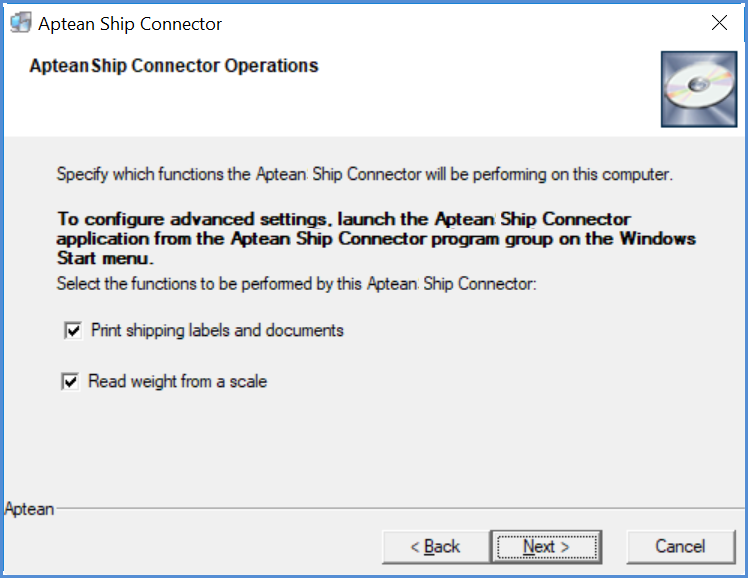 Aptean Ship Connector
Aptean Ship Connector Operations
Specify which functions the Aptean Ship Connector will be performing on this computer.
To configure advanced settings, launch the Aptean Ship Connector
application from the Aptean Ship Connector program group on the Windows
Start menu.
Select the functions to be performed by this Aptean Ship Connector:
Print shipping labels and documents
Read weight from a scale
Aptean
< Back
Next >
Cancel